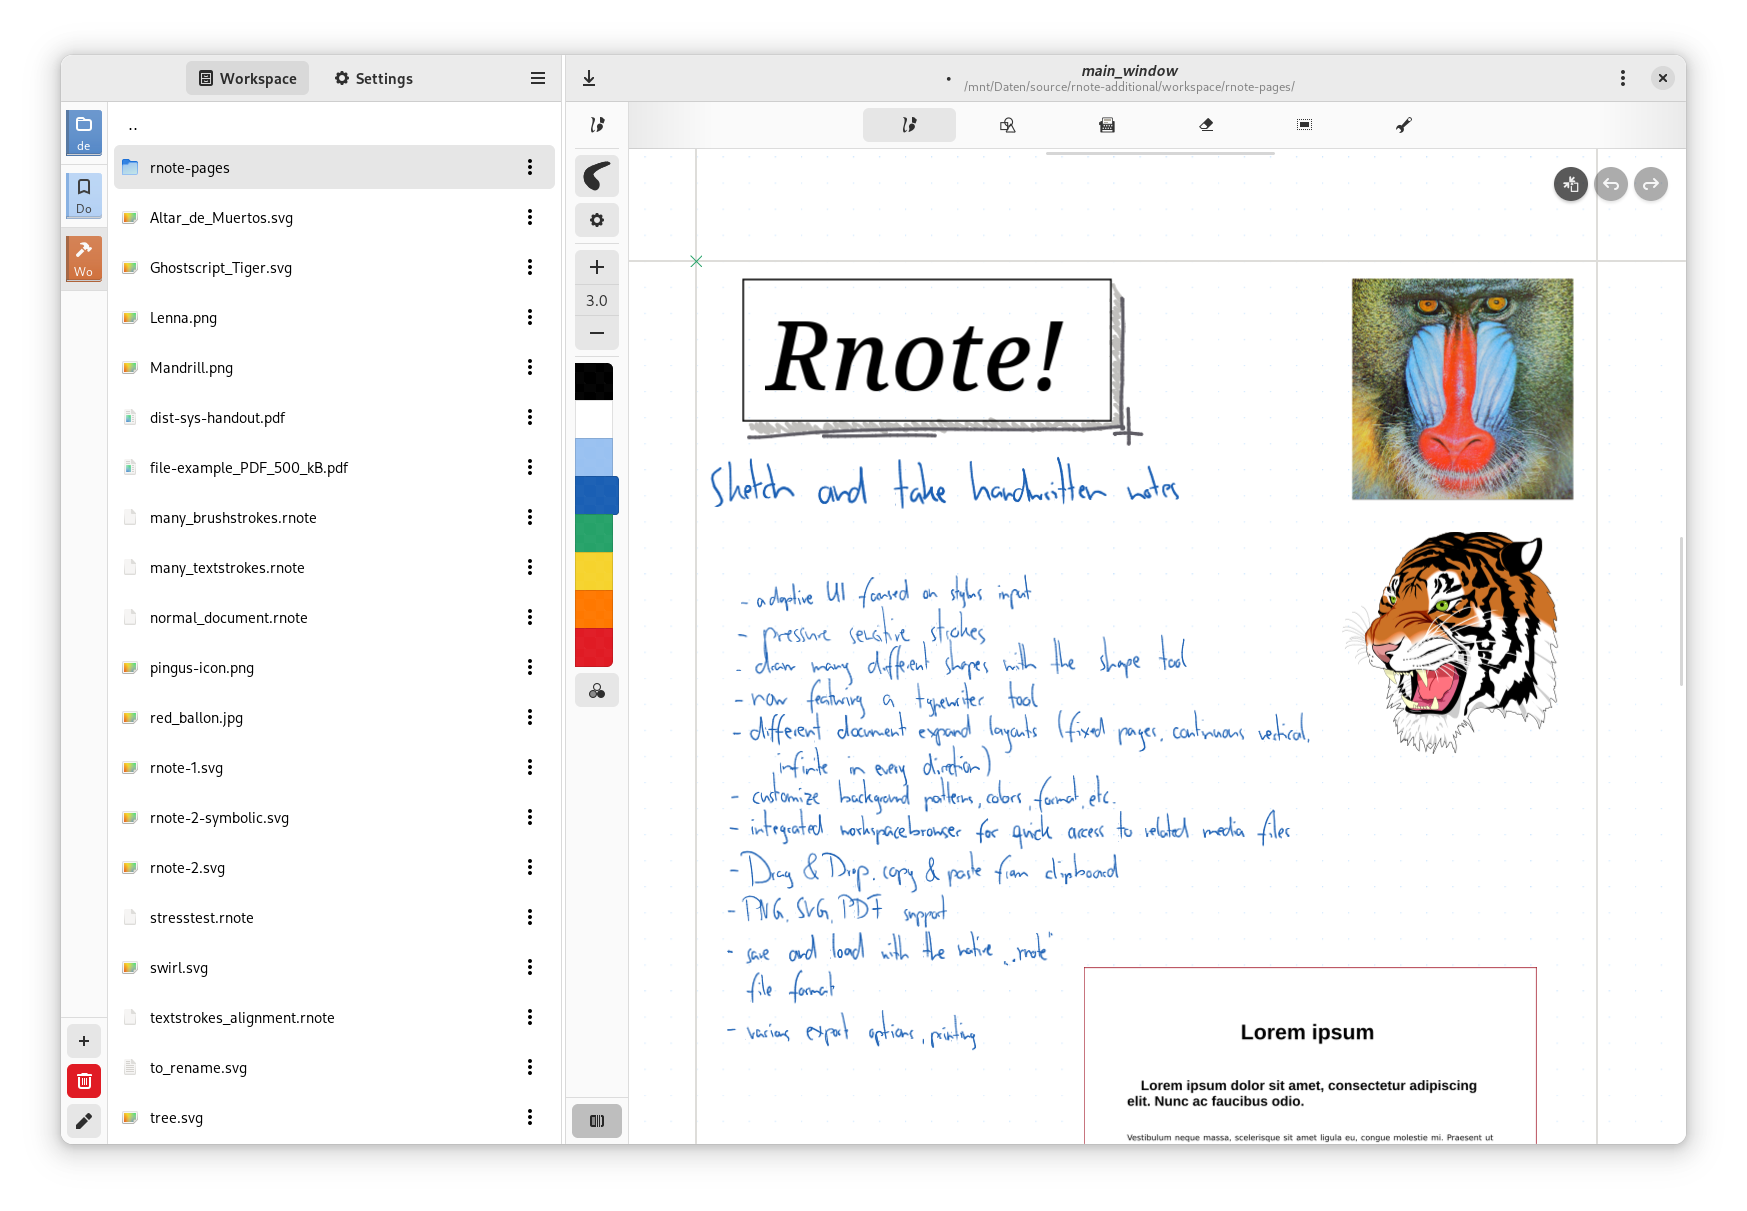 Workspace
Settings
main_window
/mnt/Daten/source/rnote-additional/workspace/rnote-pages/
de
Do
Wo
..
rnote-pages
Altar_de_Muertos.svg
Ghostscript_Tiger.svg
Lenna.png
Mandrill.png
dist-sys-handout.pdf
file-example_PDF_500_kB.pdf
many_brushstrokes.rnote
many_textstrokes.rnote
normal_document.rnote
pingus-icon.png
red_ballon.jpg
rnote-1.svg
rnote-2-symbolic.svg
rnote-2.svg
stresstest.rnote
swirl.svg
textstrokes_alignment.rnote
to_rename.svg
tree.svg
3.0
Rnote!
Sketch and take handwritten notes
- adaptive UI focused on stylus input
- pressure sensitive strokes
- draw many different shapes with the shape tool
- now featuring a typewriter tool
- different document expand layouts (fixed pages, continuous vertical,
infinite in every direction)
- customize background patterns, colors, format, etc.
- integrated workspacebrowser for quick access to related media files
- Drag & Drop, copy & paste from clipboard
- PNG, SVG, PDF support
- save and load with the native „.rnote"
file format
- various export options, printing
Lorem ipsum
Lorem ipsum dolor sit amet, consectetur adipiscing
elit. Nunc ac faucibus odio.
Vestibulum neque massa, scelerisque sit amet ligula eu, congue molestie mi. Praesent ut